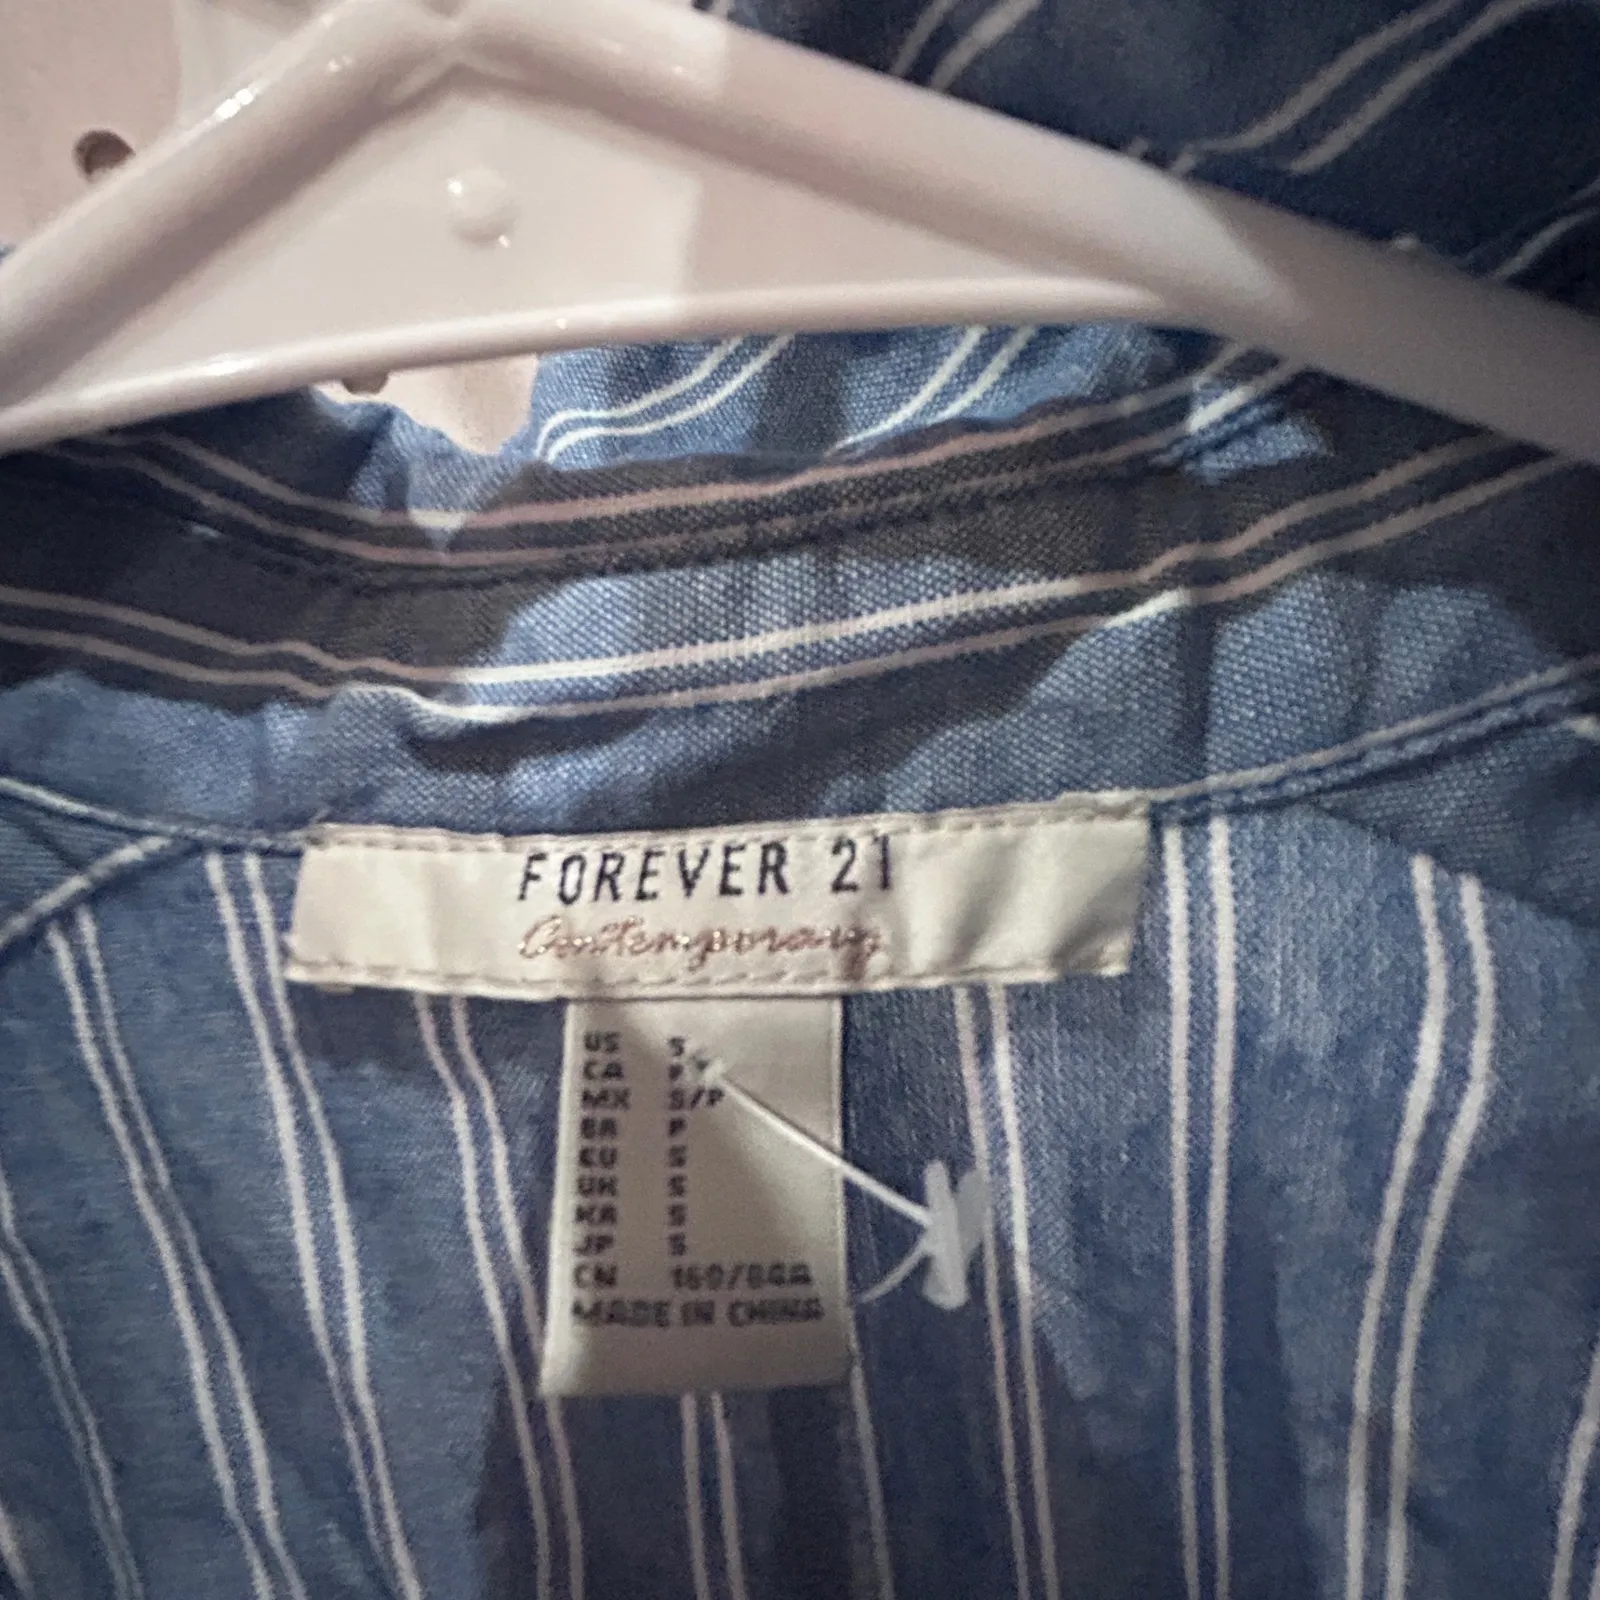 FOREVER 21
Contemporary
US S
CA P
MX S/P
BR P
EU S
UK S
KR S
JP S
CN 160/84A
MADE IN CHINA